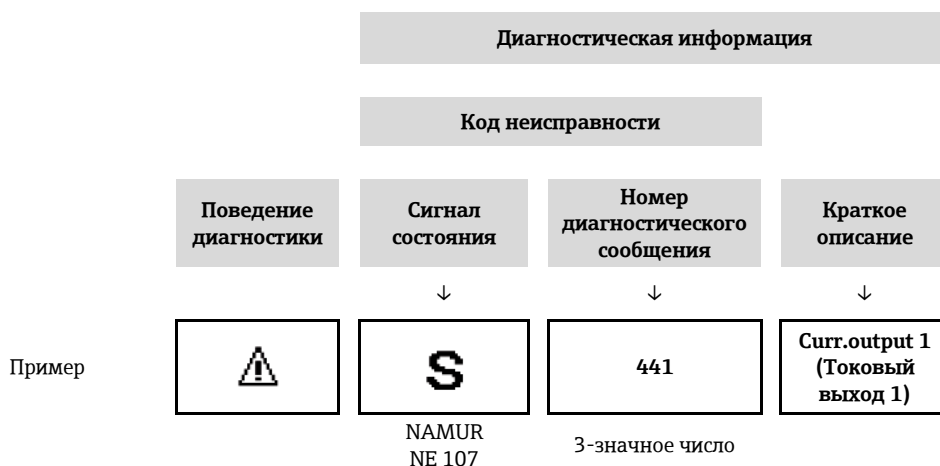 Диагностическая информация
Код неисправности
Поведение
диагностики
Сигнал
состояния
Номер
диагностического
сообщения
Краткое
описание
↓
↓
↓
Пример
S
441
Curr.output 1
(Токовый
выход 1)
NAMUR
NE 107
3-значное число